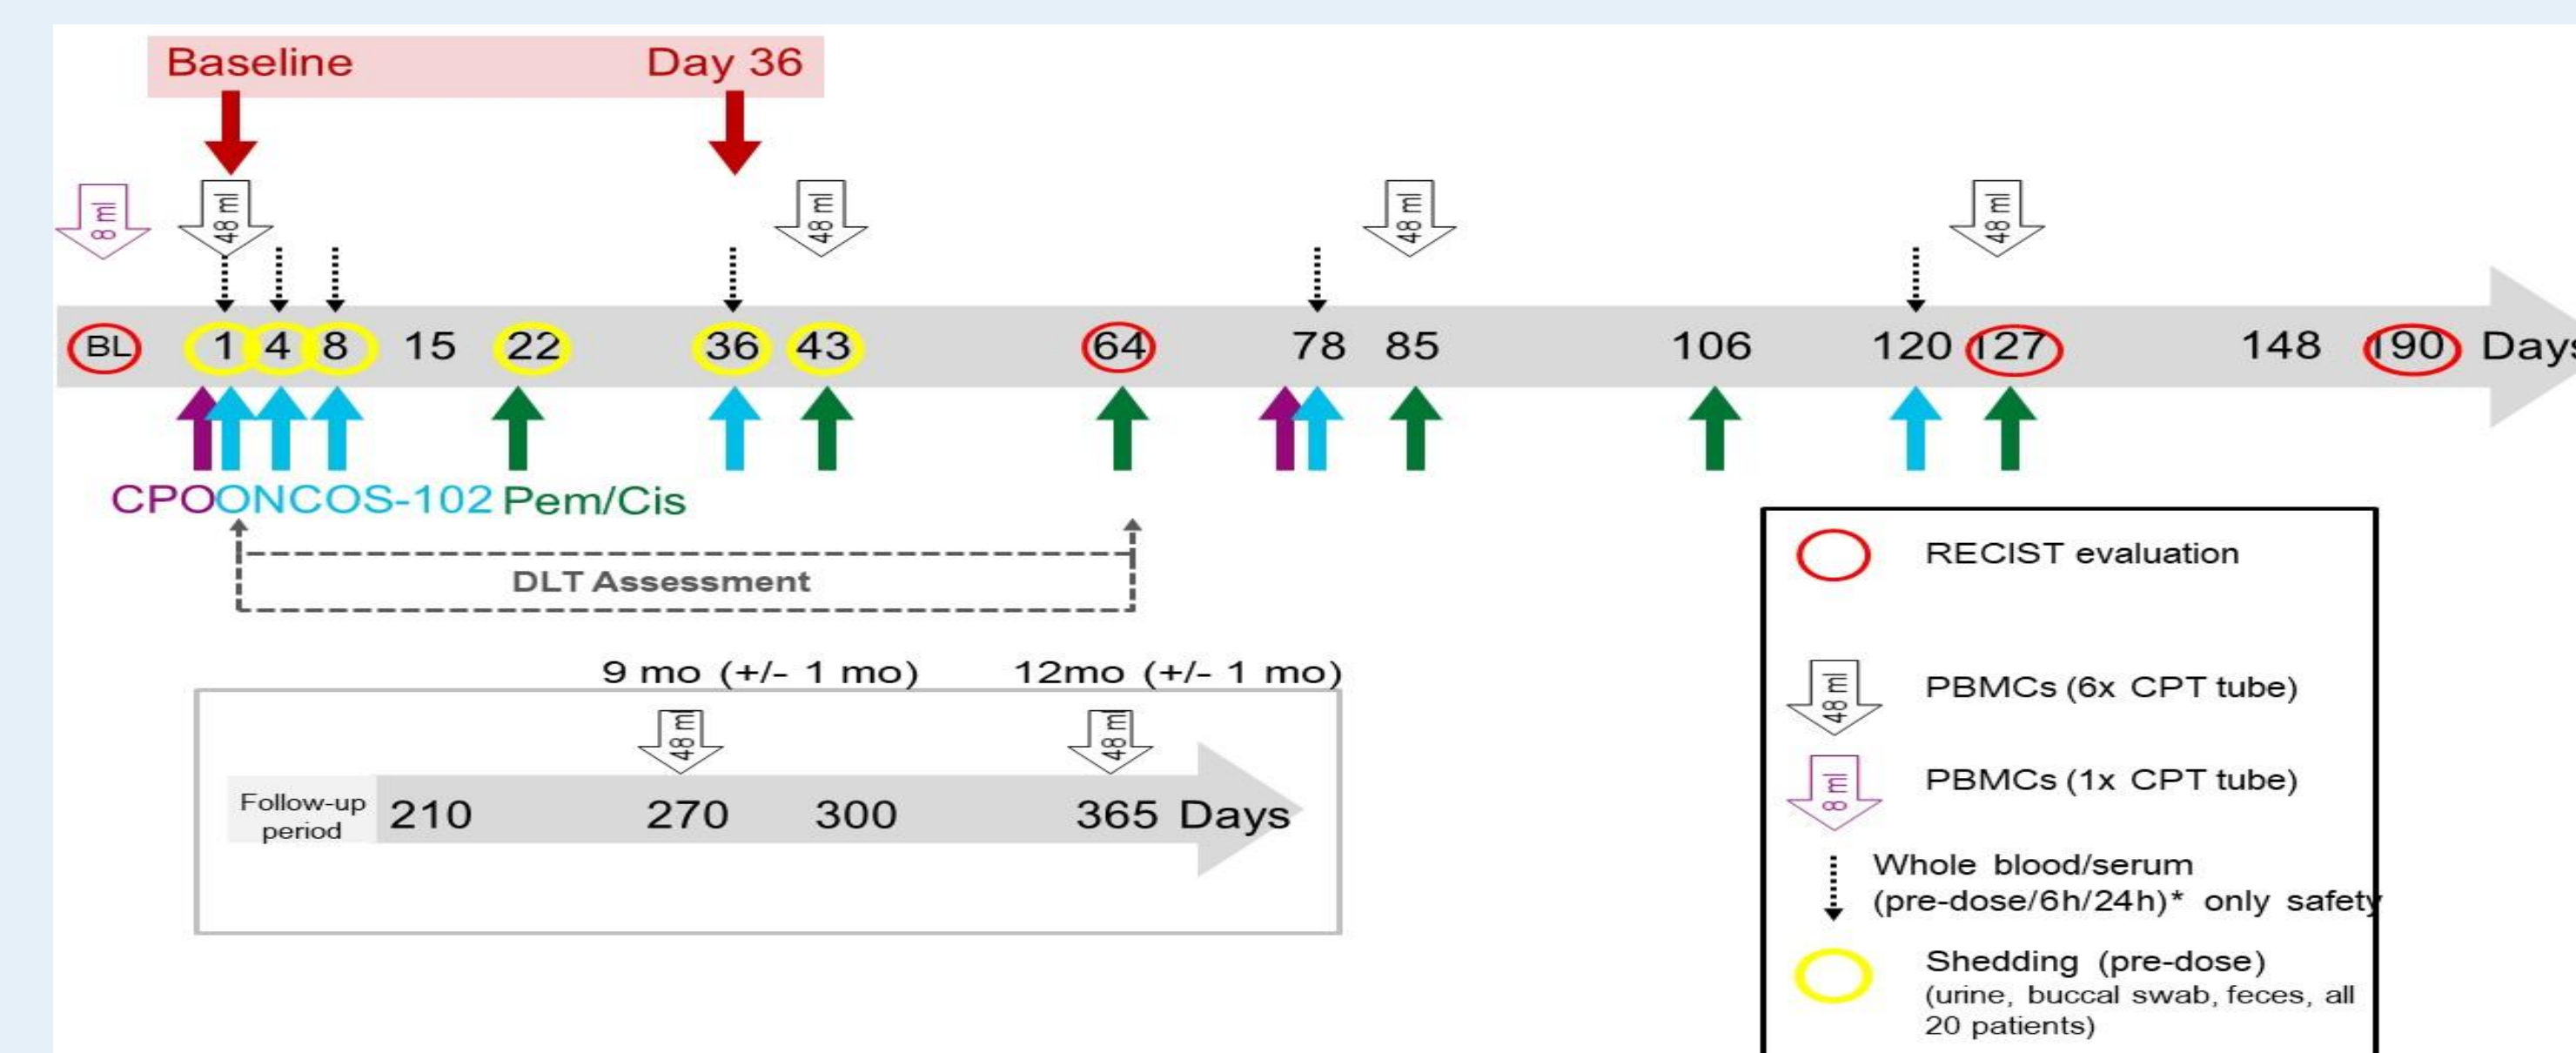 Baseline Day 36
8 ml 48 ml 48 ml 48 ml 48 ml
BL 1 4 8 15 22 36 43 64 78 85 106 120 127 148 190 Days
CPO ONCOS-102 Pem/Cis
DLT Assessment
9 mo (+/- 1 mo) 12mo (+/- 1 mo)
48 ml 48 ml
Follow-up
period
210 270 300 365 Days
RECIST evaluation
48 ml PBMCs (6x CPT tube)
8 ml PBMCs (1x CPT tube)
Whole blood/serum
(pre-dose/6h/24h)* only safety
Shedding (pre-dose)
(urine, buccal swab, feces, all
20 patients)